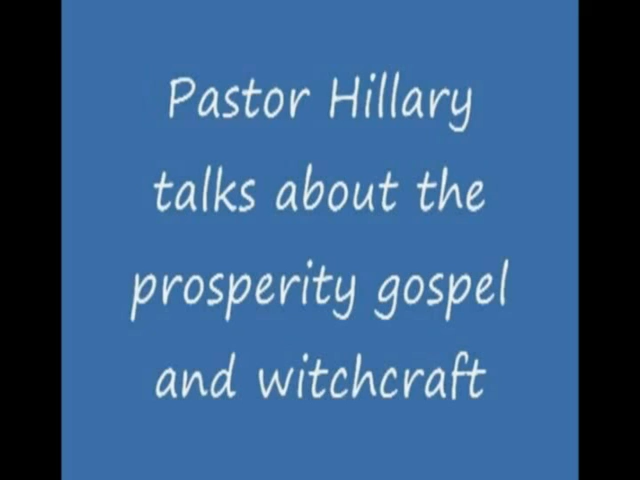 Pastor Hillary
talks about the
prosperity gospel
and witchcraft